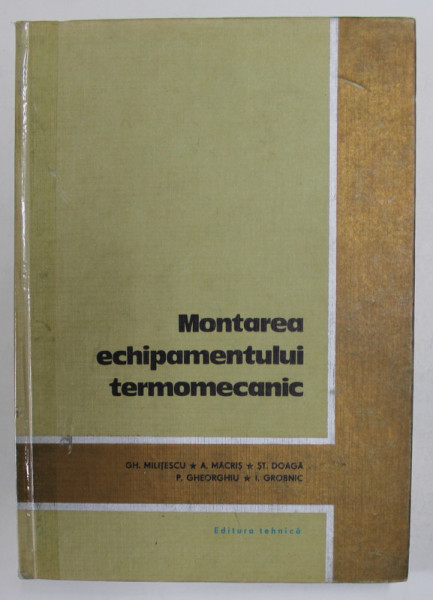 Montarea
echipamentului
termomecanic
GH. MILIȚESCU ★ A. MACRIȘ ★ ȘT. DOAGĂ
P. GHEORGHIU ★ I. GROBNIC
Editura tehnică